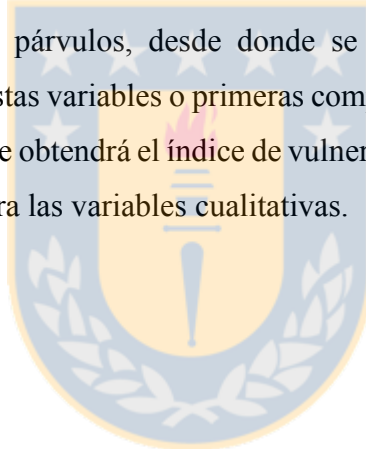 párvulos, desde donde se
stas variables o primeras com
e obtendrá el índice de vulner
ra las variables cualitativas.